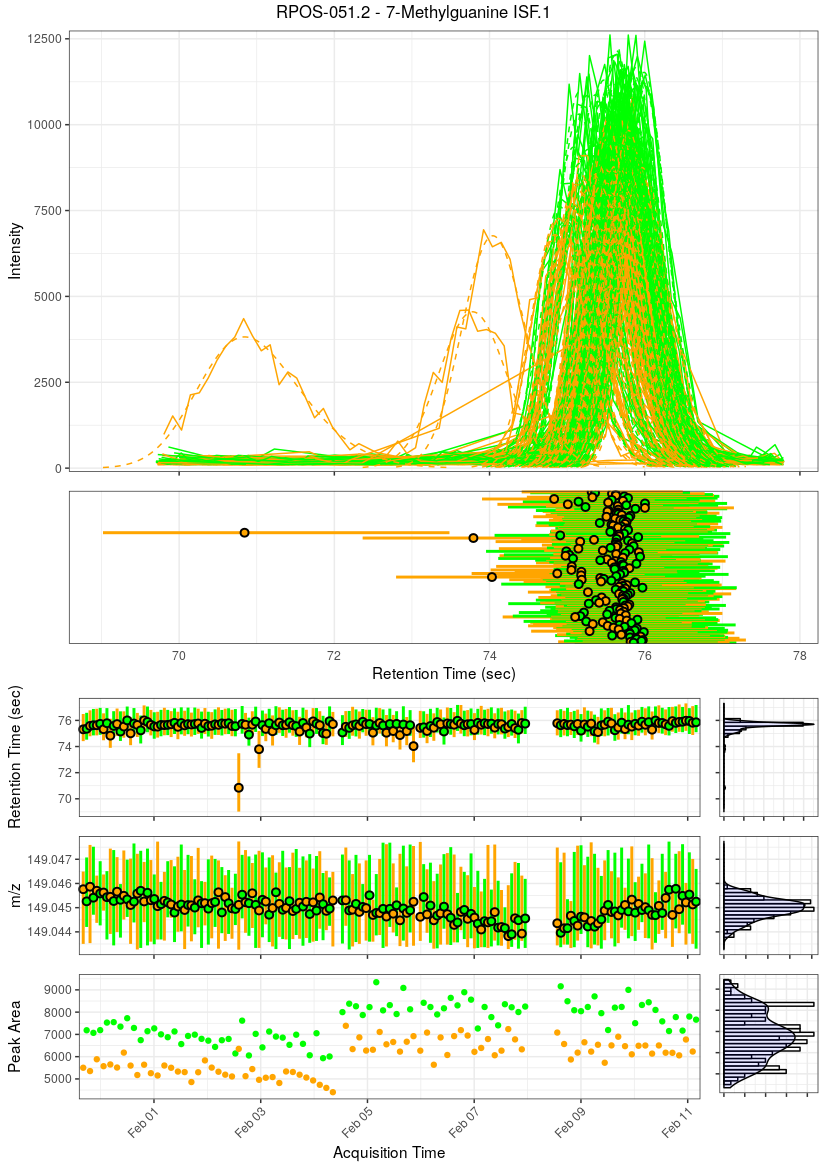 RPOS-051.2 - 7-Methylguanine ISF.1
12500
10000
7500
5000
2500
0
Intensity
70 72 74 76 78
Retention Time (sec)
76
74
72
70
Retention Time (sec)
149.047
149.046
149.045
149.044
m/z
9000
8000
7000
6000
5000
Peak Area
Feb 01 Feb 03 Feb 05 Feb 07 Feb 09 Feb 11
Acquisition Time